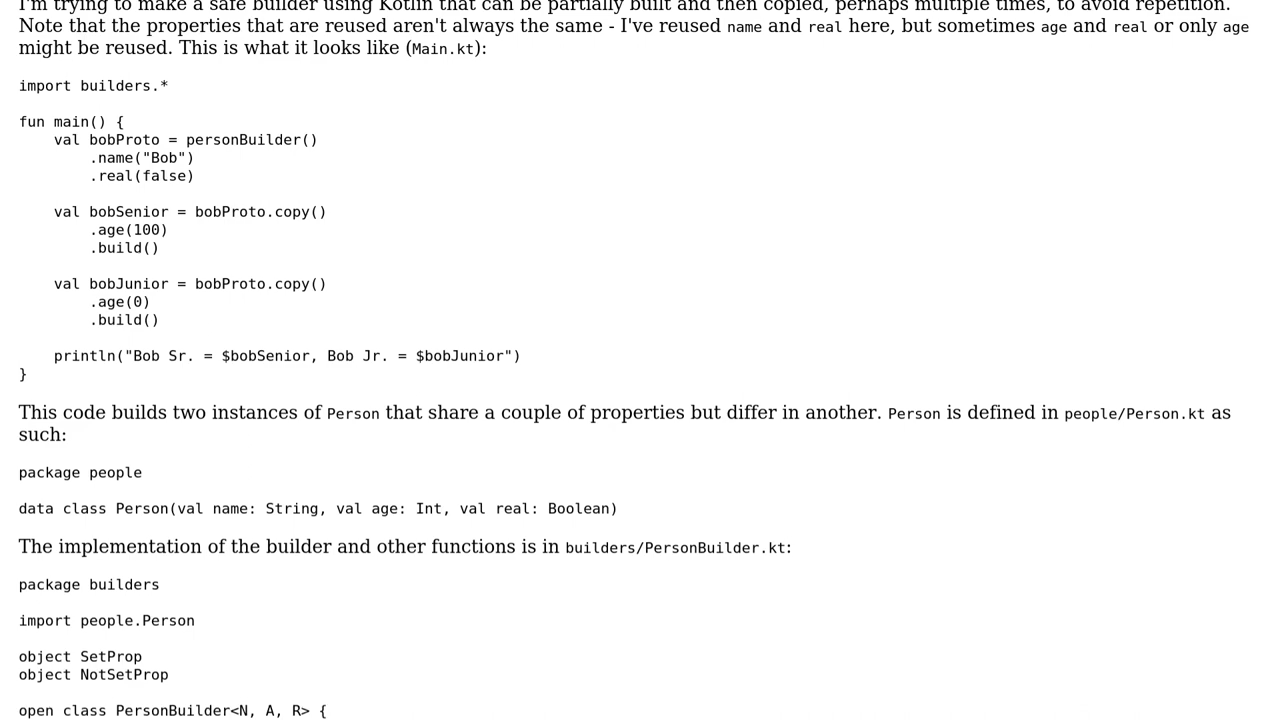 I'm trying to make a safe builder using Kotlin that can be partially built and then copied, perhaps multiple times, to avoid repetition.
Note that the properties that are reused aren't always the same - I've reused name and real here, but sometimes age and real or only age
might be reused. This is what it looks like (Main.kt):
import builders.*
fun main() {
    val bobProto = personBuilder()
        .name("Bob")
        .real(false)
    val bobSenior = bobProto.copy()
        .age(100)
        .build()
    val bobJunior = bobProto.copy()
        .age(0)
        .build()
    println("Bob Sr. = $bobSenior, Bob Jr. = $bobJunior")
}
This code builds two instances of Person that share a couple of properties but differ in another. Person is defined in people/Person.kt as
such:
package people
data class Person(val name: String, val age: Int, val real: Boolean)
The implementation of the builder and other functions is in builders/PersonBuilder.kt:
package builders
import people.Person
object SetProp
object NotSetProp
open class PersonBuilder<N, A, R> {